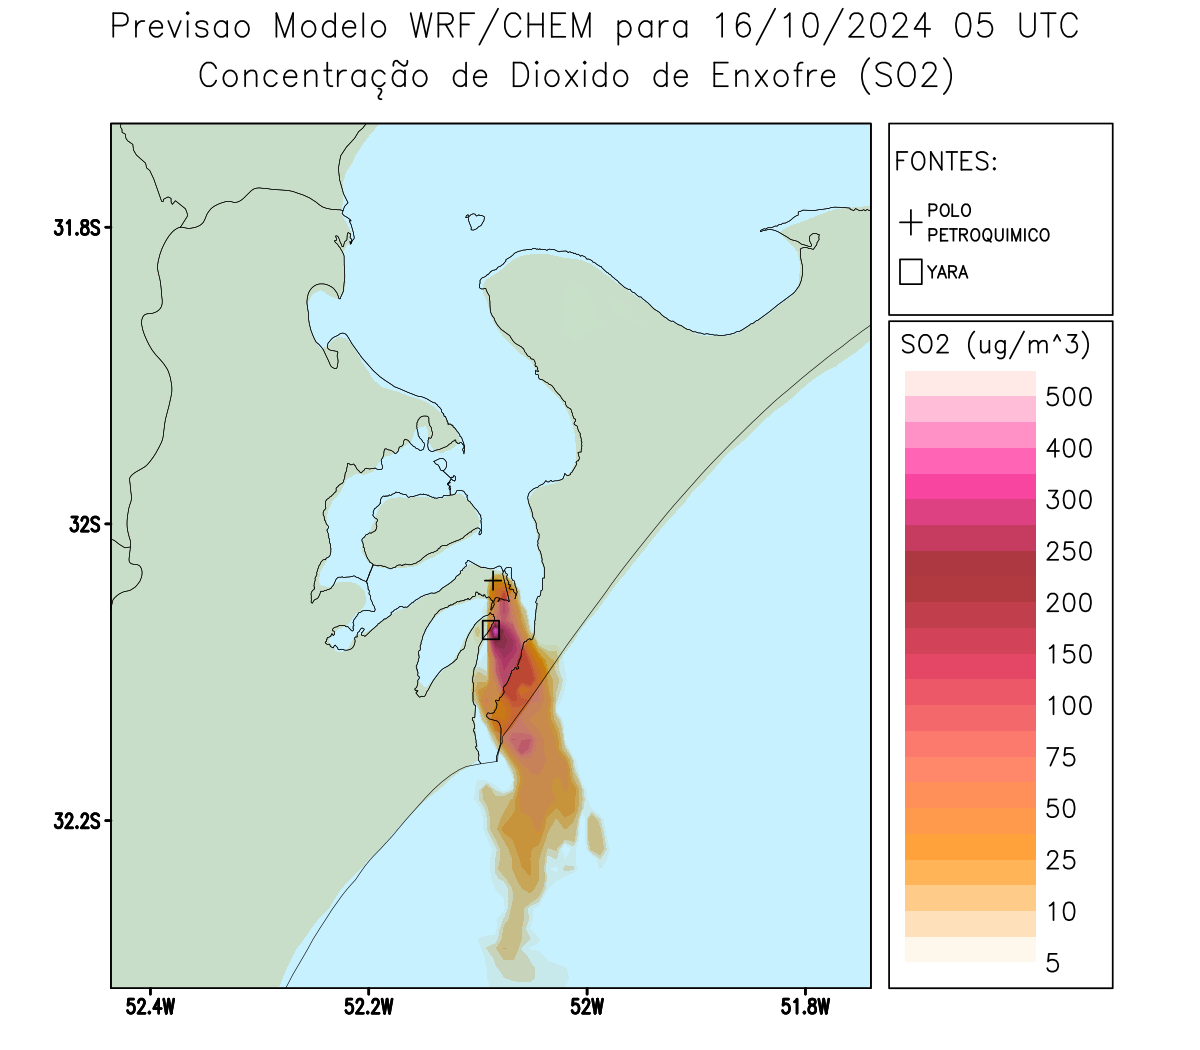 Previsao Modelo WRF/CHEM para 16/10/2024 05 UTC
Concentração de Dioxido de Enxofre (SO2)
FONTES:
POLO
PETROQUIMICO
YARA
31.8S
32S
32.2S
52.4W
52.2W
52W
51.8W
SO2 (ug/m^3)
500
400
300
250
200
150
100
75
50
25
10
5